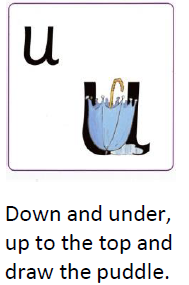 u
u
Down and under,
up to the top and
draw the puddle.